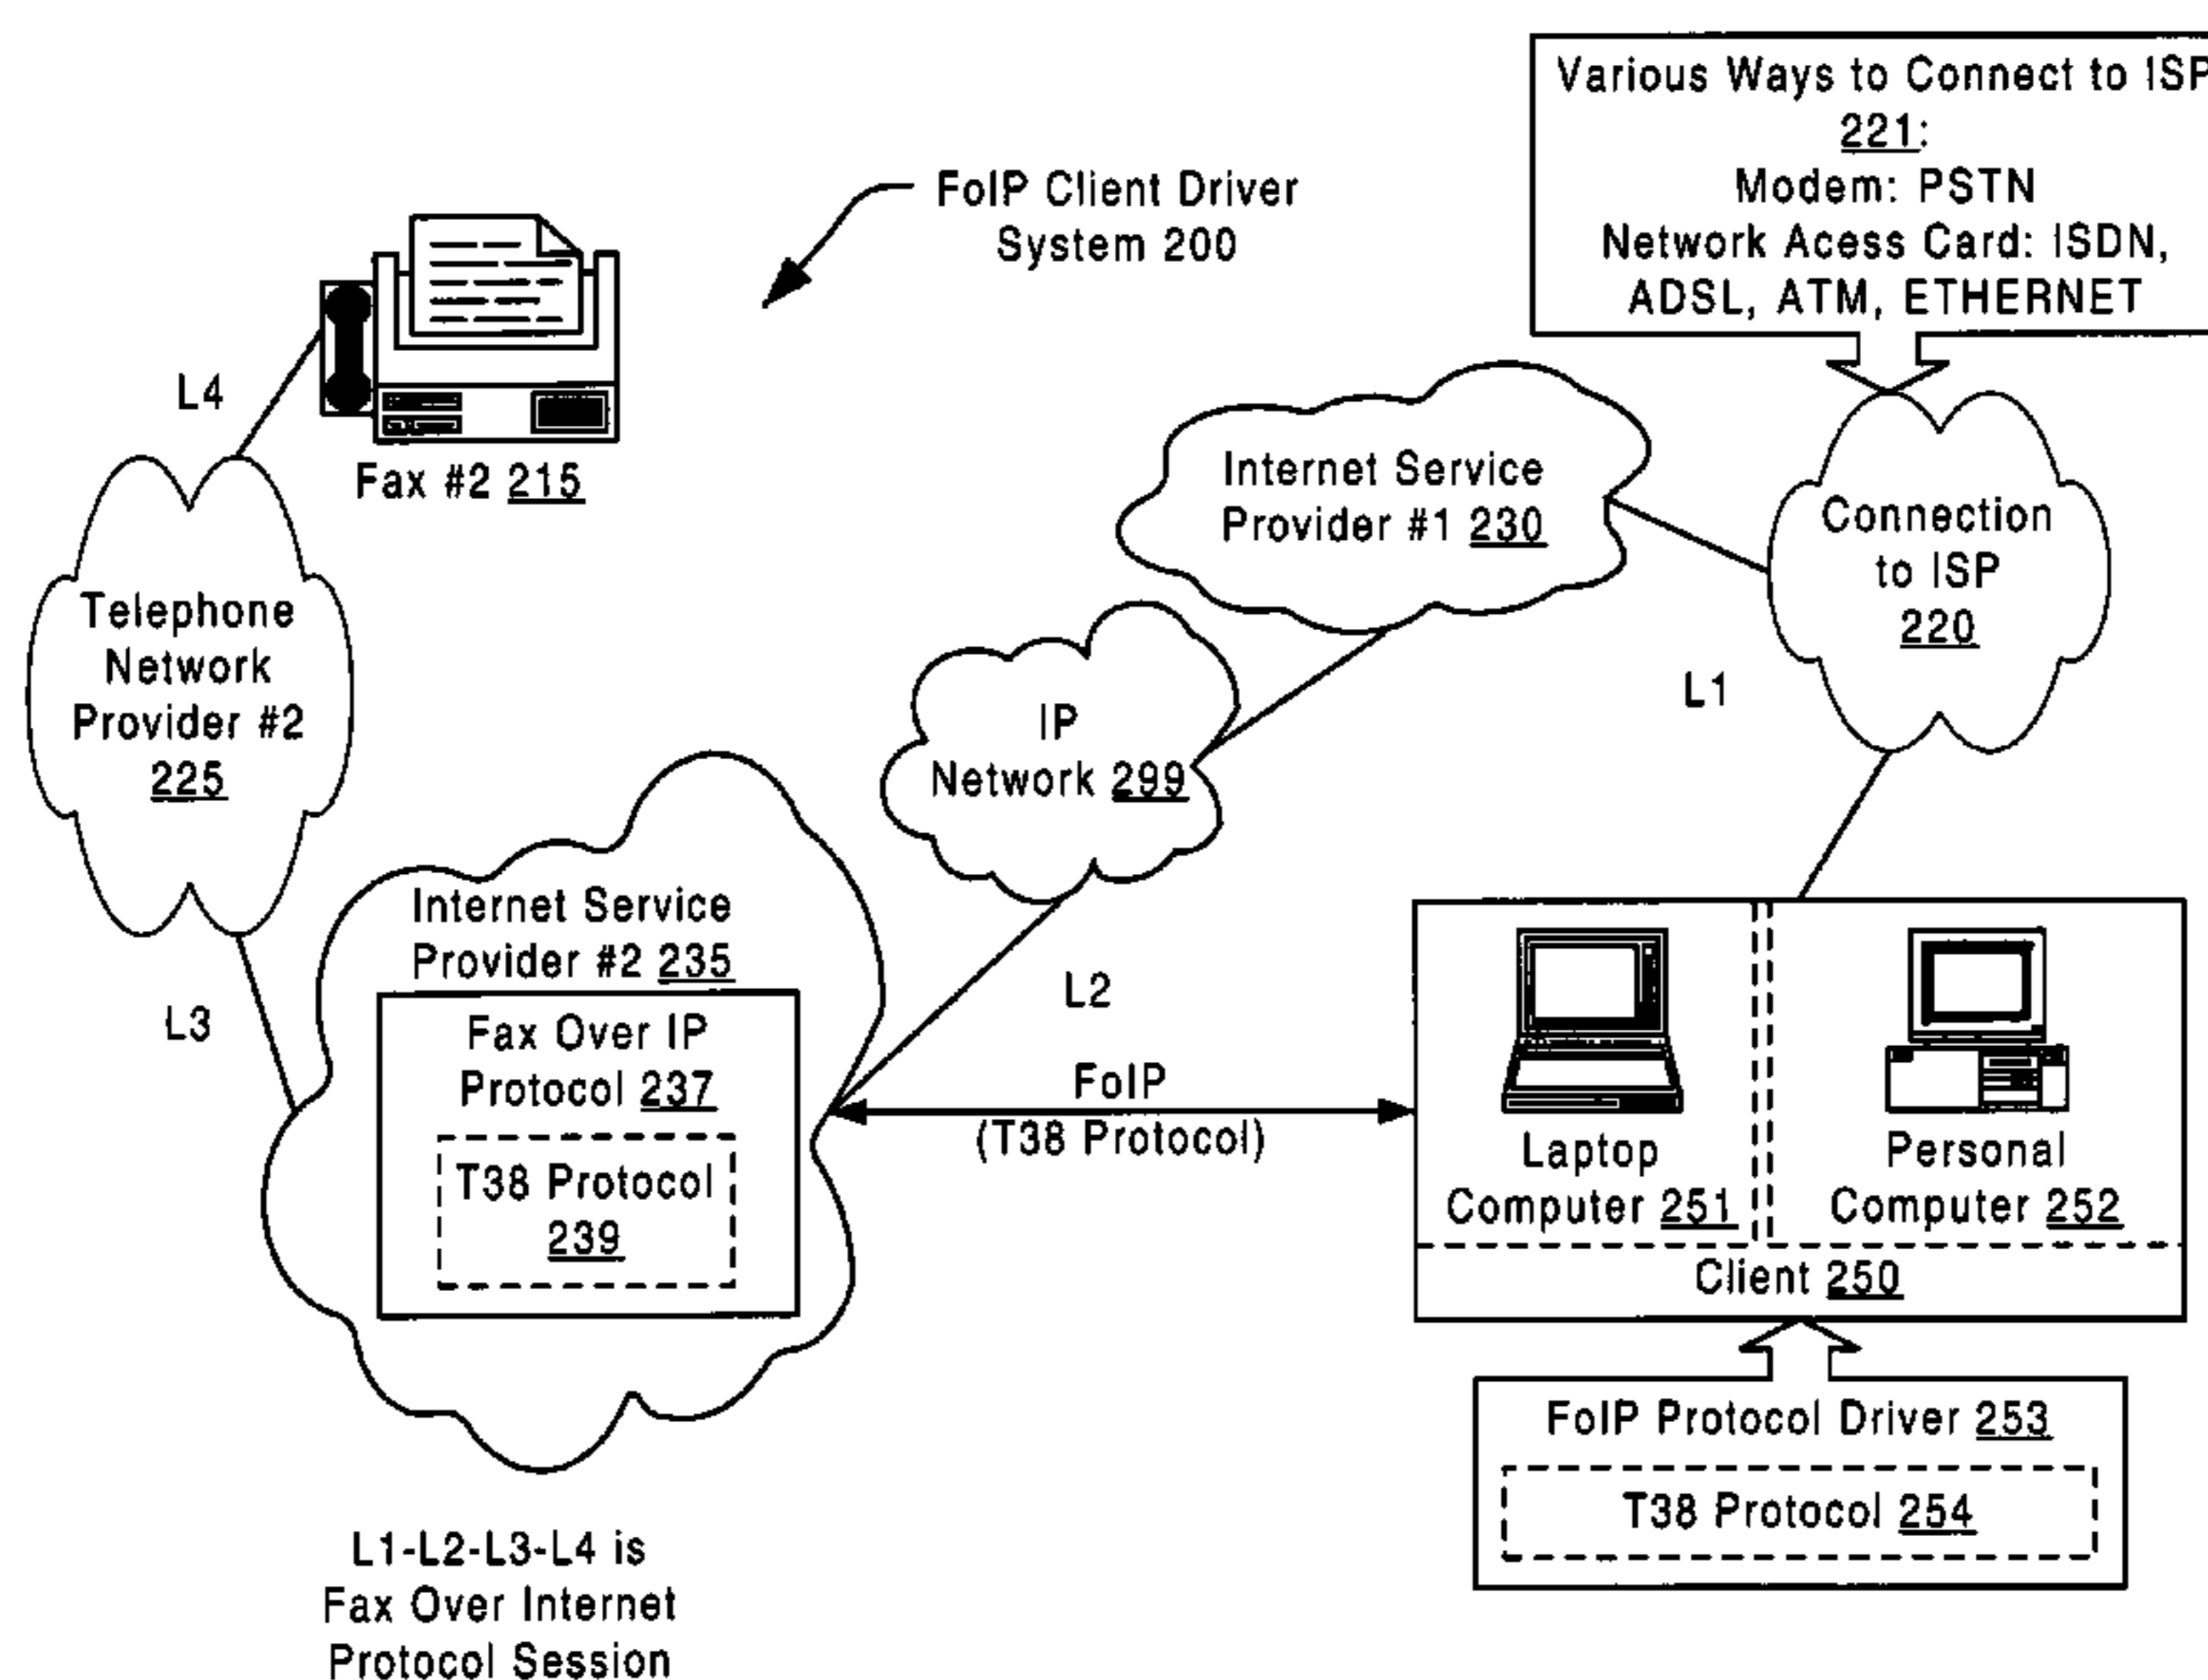 Various Ways to Connect to ISP
221:
Modem: PSTN
Network Acess Card: ISDN,
ADSL, ATM, ETHERNET
FoIP Client Driver
System 200
L4
Fax #2 215
Internet Service
Provider #1 230
Connection
to ISP
220
Telephone
Network
Provider #2
225
IP
Network 299
L1
Internet Service
Provider #2 235
L2
L3
Fax Over IP
Protocol 237
T38 Protocol
239
FoIP
(T38 Protocol)
Laptop
Computer 251
Personal
Computer 252
Client 250
FoIP Protocol Driver 253
T38 Protocol 254
L1-L2-L3-L4 is
Fax Over Internet
Protocol Session